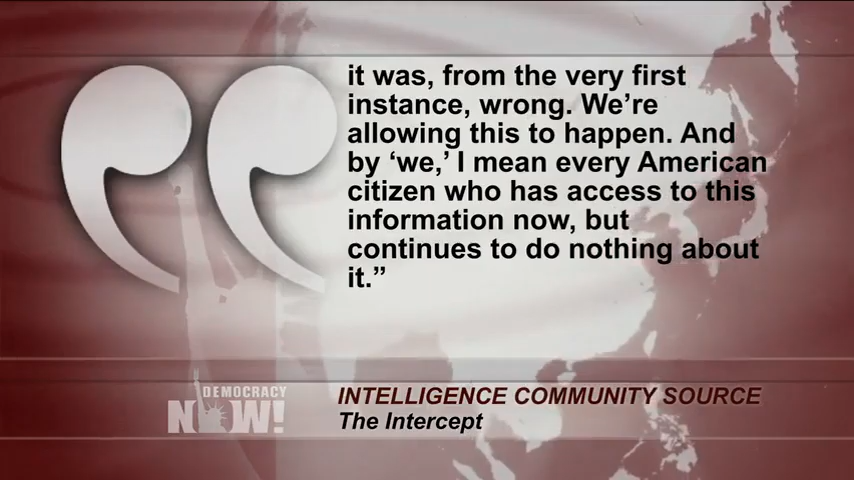 it was, from the very first
instance, wrong. We’re
allowing this to happen. And
by ‘we,’ I mean every American
citizen who has access to this
information now, but
continues to do nothing about
it.”
DEMOCRACY
NOW!
INTELLIGENCE COMMUNITY SOURCE
The Intercept